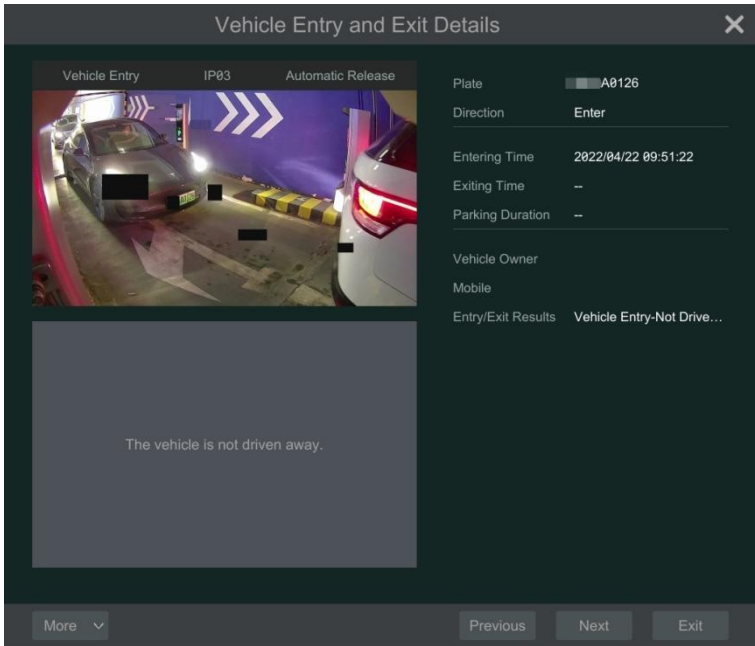 Vehicle Entry and Exit Details
Vehicle Entry IP03 Automatic Release
Plate A0126
Direction Enter
Entering Time 2022/04/22 09:51:22
Exiting Time --
Parking Duration --
Vehicle Owner
Mobile
Entry/Exit Results Vehicle Entry-Not Drive...
The vehicle is not driven away.
More
Previous
Next
Exit